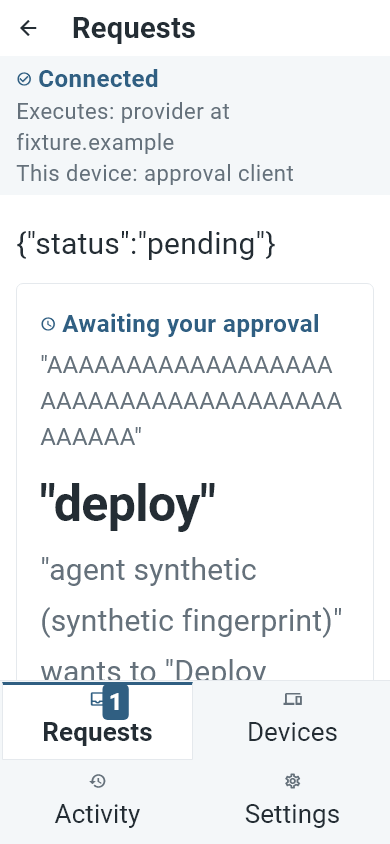 Requests
Connected
Executes: provider at
fixture.example
This device: approval client
{"status":"pending"}
Awaiting your approval
"AAAAAAAAAAAAAAAAAA
AAAAAAAAAAAAAAAAAAA
AAAAAA"
"deploy"
"agent synthetic
(synthetic fingerprint)"
wants to "Deploy
1
Requests
Devices
Activity
Settings